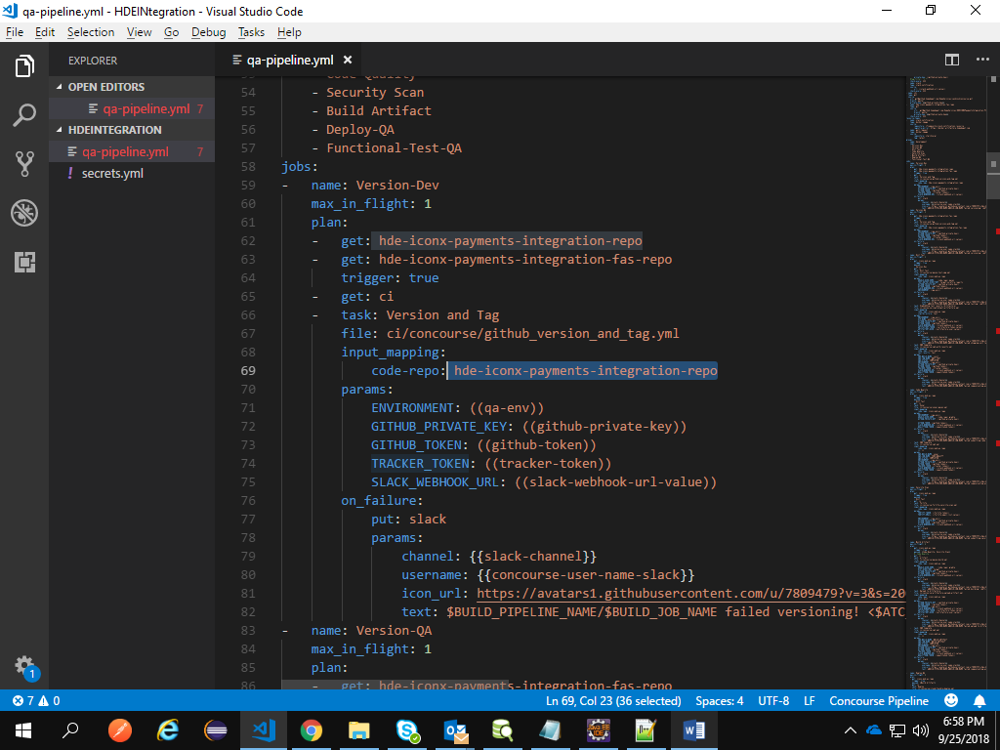 qa-pipeline.yml - HDEINtegration - Visual Studio Code
File Edit Selection View Go Debug Tasks Help
EXPLORER
OPEN EDITORS
qa-pipeline.yml 7
HDEINTEGRATION
qa-pipeline.yml 7
! secrets.yml
qa-pipeline.yml ×
53 - Code Quality
54 - Security Scan
55 - Build Artifact
56 - Deploy-QA
57 - Functional-Test-QA
58 jobs:
59 - name: Version-Dev
60 max_in_flight: 1
61 plan:
62 - get: hde-iconx-payments-integration-repo
63 - get: hde-iconx-payments-integration-fas-repo
64 trigger: true
65 - get: ci
66 - task: Version and Tag
67 file: ci/concourse/github_version_and_tag.yml
68 input_mapping:
69 code-repo: hde-iconx-payments-integration-repo
70 params:
71 ENVIRONMENT: ((qa-env))
72 GITHUB_PRIVATE_KEY: ((github-private-key))
73 GITHUB_TOKEN: ((github-token))
74 TRACKER_TOKEN: ((tracker-token))
75 SLACK_WEBHOOK_URL: ((slack-webhook-url-value))
76 on_failure:
77 put: slack
78 params:
79 channel: {{slack-channel}}
80 username: {{concourse-user-name-slack}}
81 icon_url: https://avatars1.githubusercontent.com/u/7809479?v=3&s=20
82 text: $BUILD_PIPELINE_NAME/$BUILD_JOB_NAME failed versioning! <$ATC_
83 - name: Version-QA
84 max_in_flight: 1
85 plan:
86 - get: hde-iconx-payments-integration-fas-repo
1
7 0 Ln 69, Col 23 (36 selected) Spaces: 4 UTF-8 LF Concourse Pipeline
6:58 PM
9/25/2018